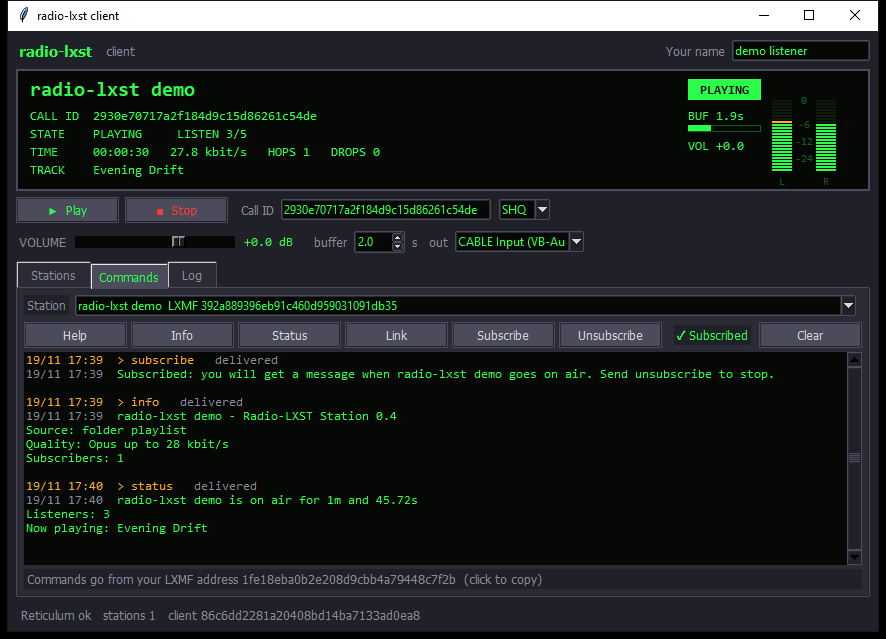 radio-lxst client
radio-lxst client Your name demo listener
radio-lxst demo
PLAYING
CALL ID 2930e70717a2f184d9c15d86261c54de
BUF 1.9s
STATE PLAYING LISTEN 3/5
TIME 00:00:30 27.8 kbit/s HOPS 1 DROPS 0
VOL +0.0
TRACK Evening Drift
0
-6
-12
-24
L R
▶ Play ■ Stop Call ID 2930e70717a2f184d9c15d86261c54de SHQ
VOLUME +0.0 dB buffer 2.0 s out CABLE Input (VB-Au
Stations Commands Log
Station radio-lxst demo LXMF 392a889396eb91c460d959031091db35
Help Info Status Link Subscribe Unsubscribe ✓ Subscribed Clear
19/11 17:39 > subscribe delivered
19/11 17:39 Subscribed: you will get a message when radio-lxst demo goes on air. Send unsubscribe to stop.
19/11 17:39 > info delivered
19/11 17:39 radio-lxst demo - Radio-LXST Station 0.4
Source: folder playlist
Quality: Opus up to 28 kbit/s
Subscribers: 1
19/11 17:40 > status delivered
19/11 17:40 radio-lxst demo is on air for 1m and 45.72s
Listeners: 3
Now playing: Evening Drift
Commands go from your LXMF address 1fe18eba0b2e208d9cbb4a79448c7f2b (click to copy)
Reticulum ok stations 1 client 86c6dd2281a20408bd14ba7133ad0ea8